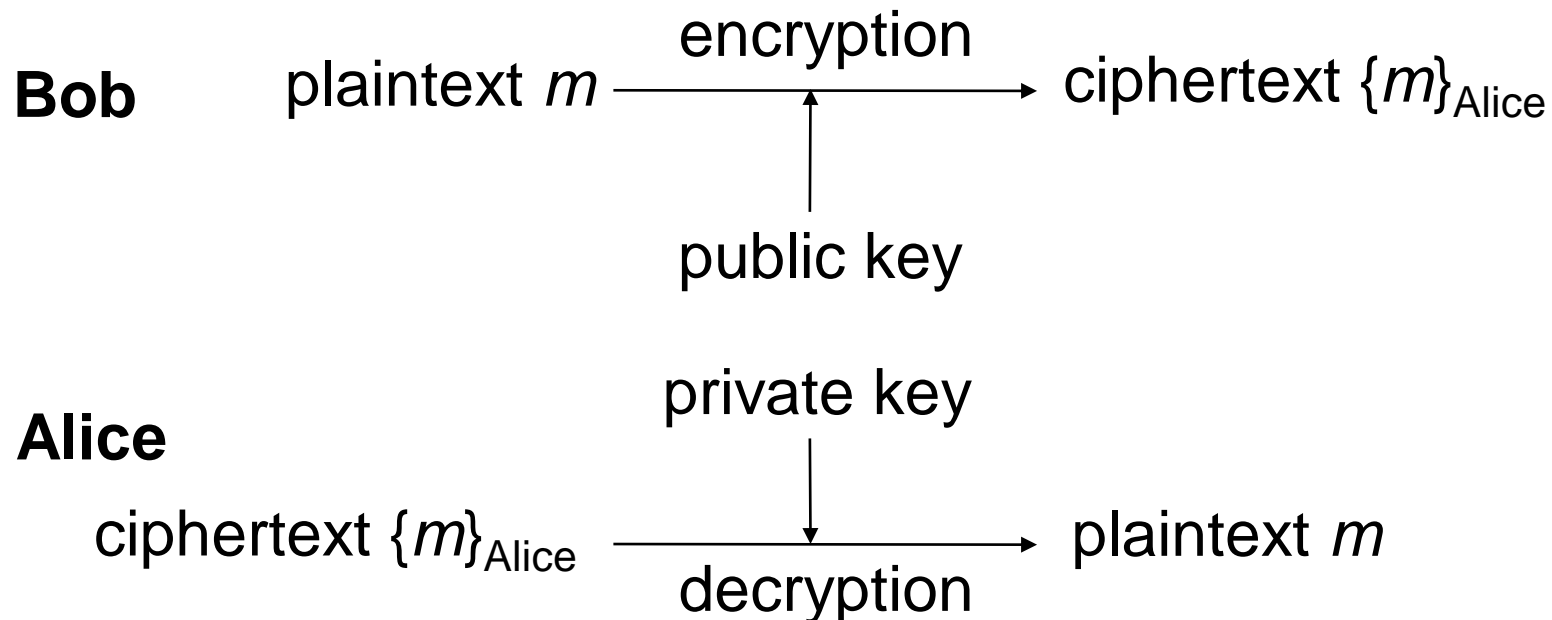 encryption
Bob plaintext m ciphertext {m}Alice
public key
private key
Alice
ciphertext {m}Alice plaintext m
decryption